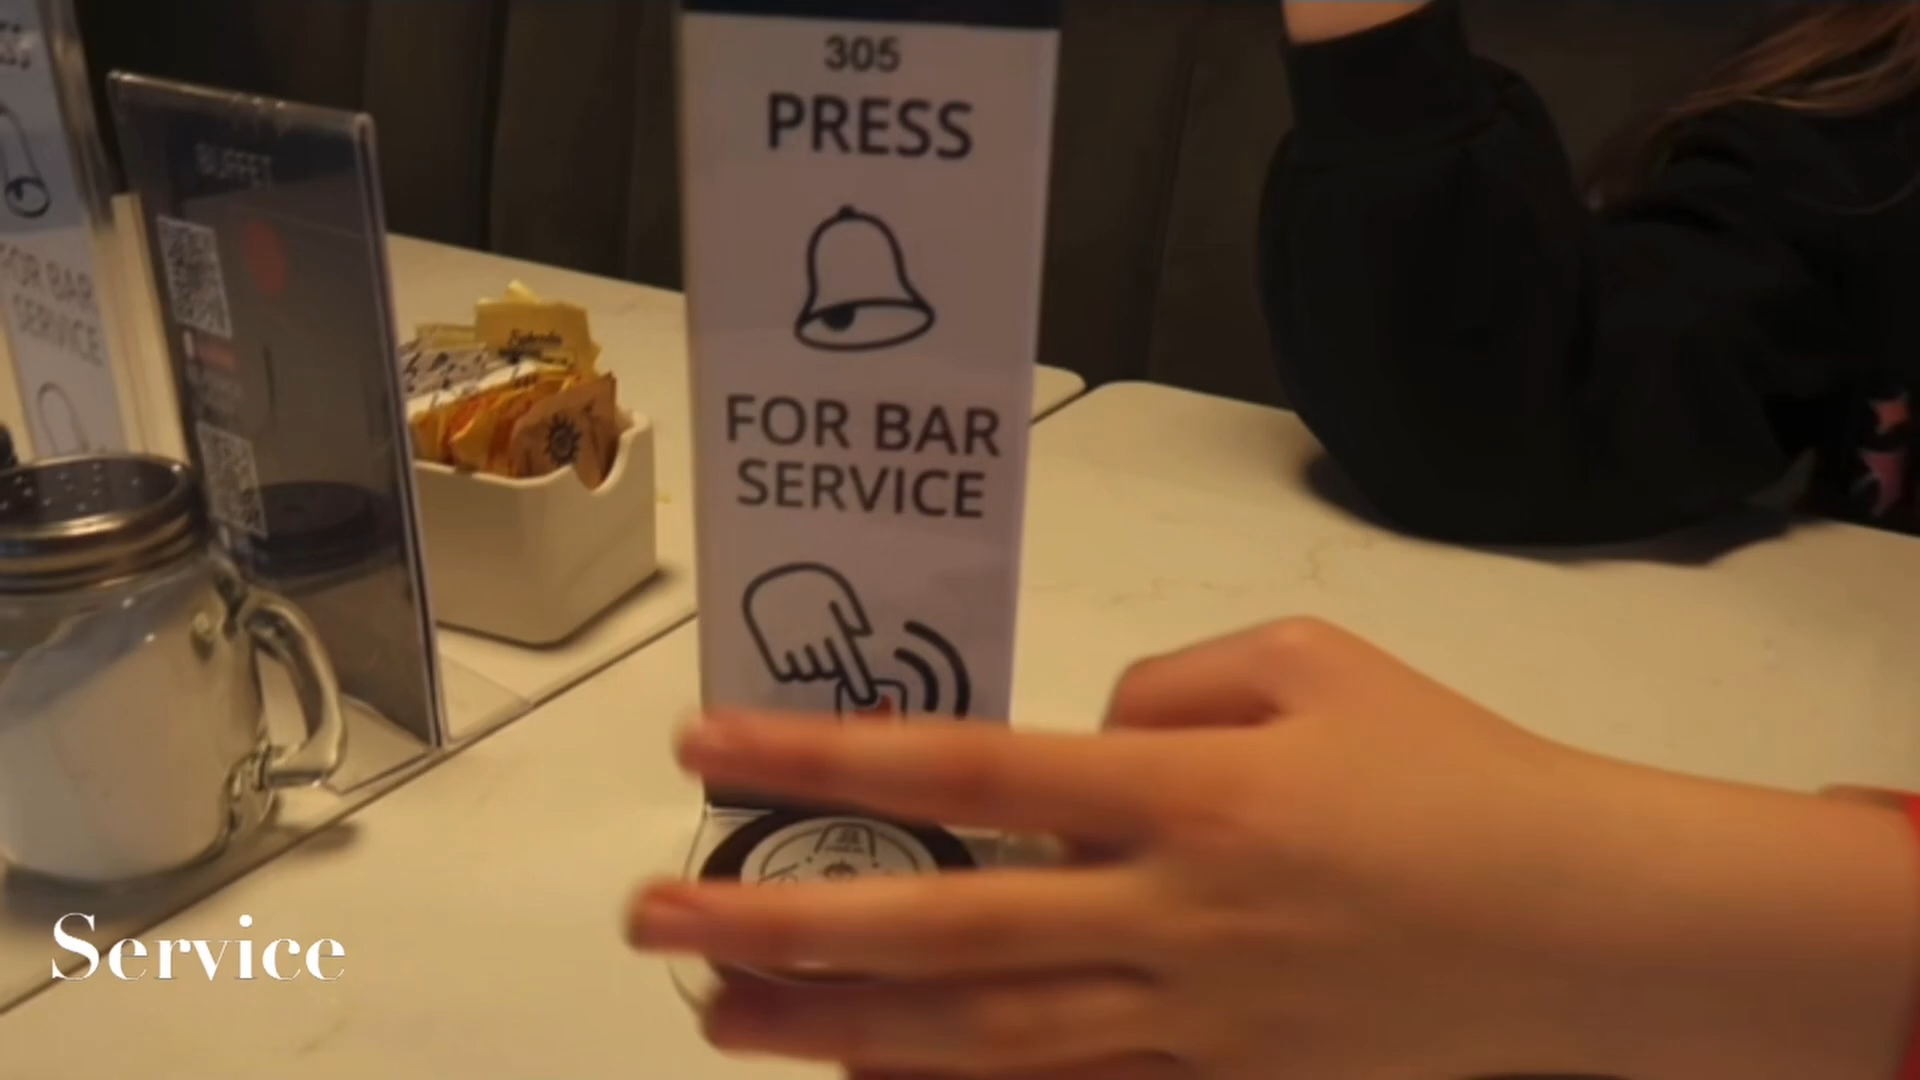 305
PRESS
FOR BAR
SERVICE
BUFFET
FOR BAR
SERVICE
Service